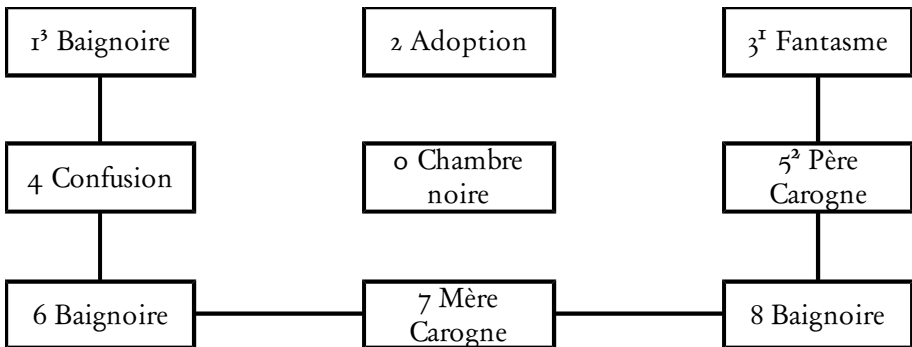 1³ Baignoire
2 Adoption
3¹ Fantasme
4 Confusion
0 Chambre
noire
5² Père
Carogne
6 Baignoire
7 Mère
Carogne
8 Baignoire